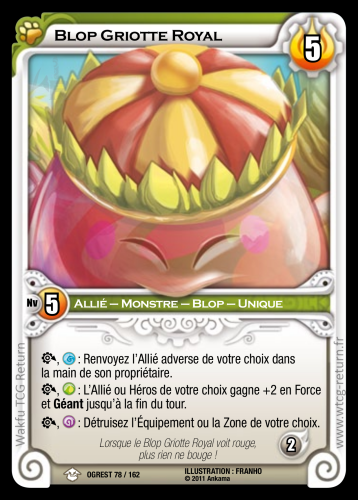 Blop Griotte Royal
5
Nv 5 Allié – Monstre – Blop – Unique
, : Renvoyez l'Allié adverse de votre choix dans
la main de son propriétaire.
, : L'Allié ou Héros de votre choix gagne +2 en Force
et Géant jusqu'à la fin du tour.
, : Détruisez l'Équipement ou la Zone de votre choix.
Lorsque le Blop Griotte Royal voit rouge,
plus rien ne bouge !
2
OGREST 78 / 162
ILLUSTRATION : FRANHO
© 2011 Ankama
Wakfu TCG Return
www.wtcg-return.fr